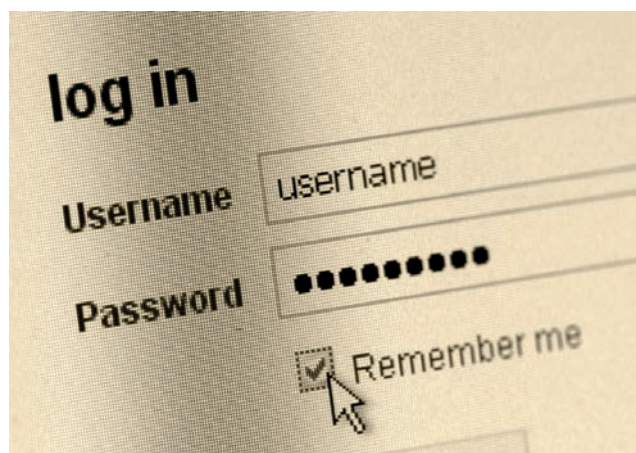 log in
Username username
Password •••••••••
Remember me